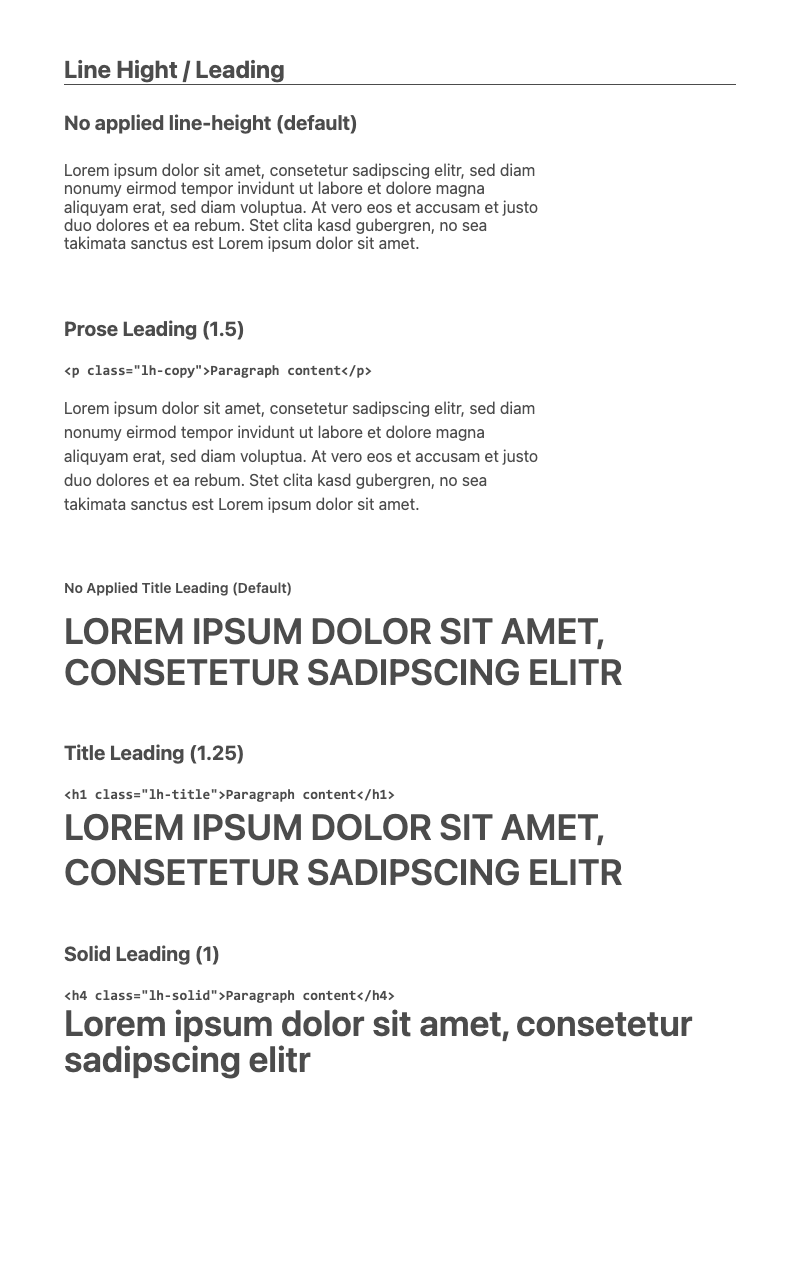 Line Hight / Leading
No applied line-height (default)
Lorem ipsum dolor sit amet, consetetur sadipscing elitr, sed diam
nonumy eirmod tempor invidunt ut labore et dolore magna
aliquyam erat, sed diam voluptua. At vero eos et accusam et justo
duo dolores et ea rebum. Stet clita kasd gubergren, no sea
takimata sanctus est Lorem ipsum dolor sit amet.
Prose Leading (1.5)
<p class="lh-copy">Paragraph content</p>
Lorem ipsum dolor sit amet, consetetur sadipscing elitr, sed diam
nonumy eirmod tempor invidunt ut labore et dolore magna
aliquyam erat, sed diam voluptua. At vero eos et accusam et justo
duo dolores et ea rebum. Stet clita kasd gubergren, no sea
takimata sanctus est Lorem ipsum dolor sit amet.
No Applied Title Leading (Default)
LOREM IPSUM DOLOR SIT AMET,
CONSETETUR SADIPSCING ELITR
Title Leading (1.25)
<h1 class="lh-title">Paragraph content</h1>
LOREM IPSUM DOLOR SIT AMET,
CONSETETUR SADIPSCING ELITR
Solid Leading (1)
<h4 class="lh-solid">Paragraph content</h4>
Lorem ipsum dolor sit amet, consetetur
sadipscing elitr